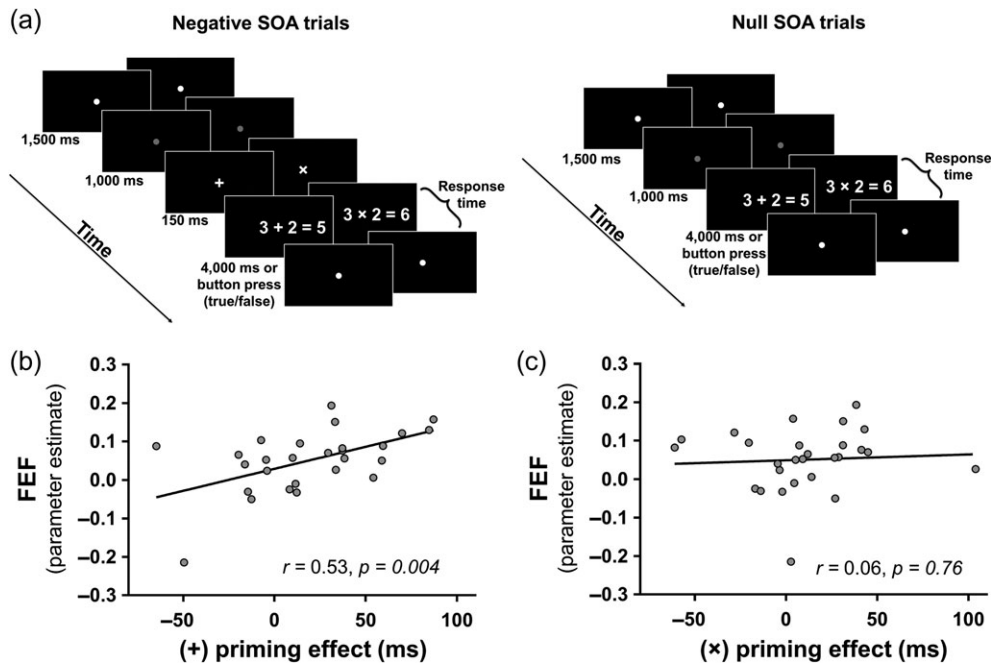 (a)
Negative SOA trials
1,500 ms
1,000 ms
+
×
150 ms
3 + 2 = 5
3 × 2 = 6
Response
time
4,000 ms or
button press
(true/false)
Time
Null SOA trials
1,500 ms
1,000 ms
3 + 2 = 5
3 × 2 = 6
Response
time
4,000 ms or
button press
(true/false)
Time
(b)
FEF
(parameter estimate)
0.3
0.2
0.1
0.0
–0.1
–0.2
–0.3
r = 0.53, p = 0.004
–50 0 50 100
(+) priming effect (ms)
(c)
FEF
(parameter estimate)
0.3
0.2
0.1
0.0
–0.1
–0.2
–0.3
r = 0.06, p = 0.76
–50 0 50 100
(×) priming effect (ms)